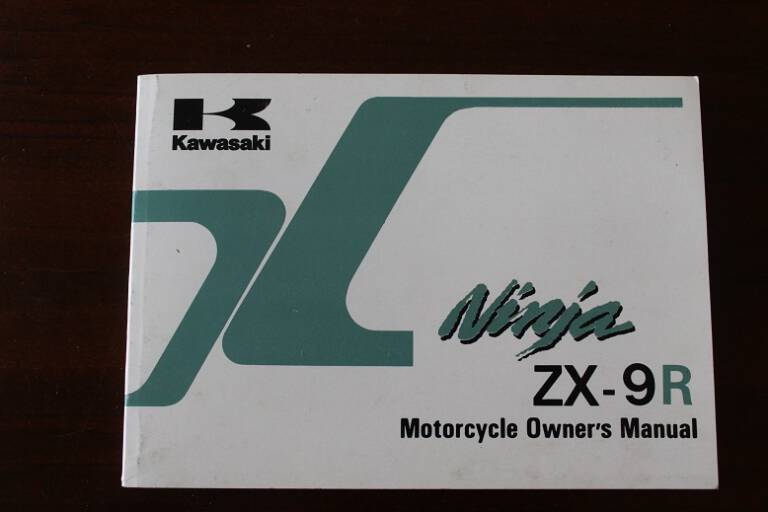 Kawasaki
Ninja
ZX-9R
Motorcycle Owner's Manual